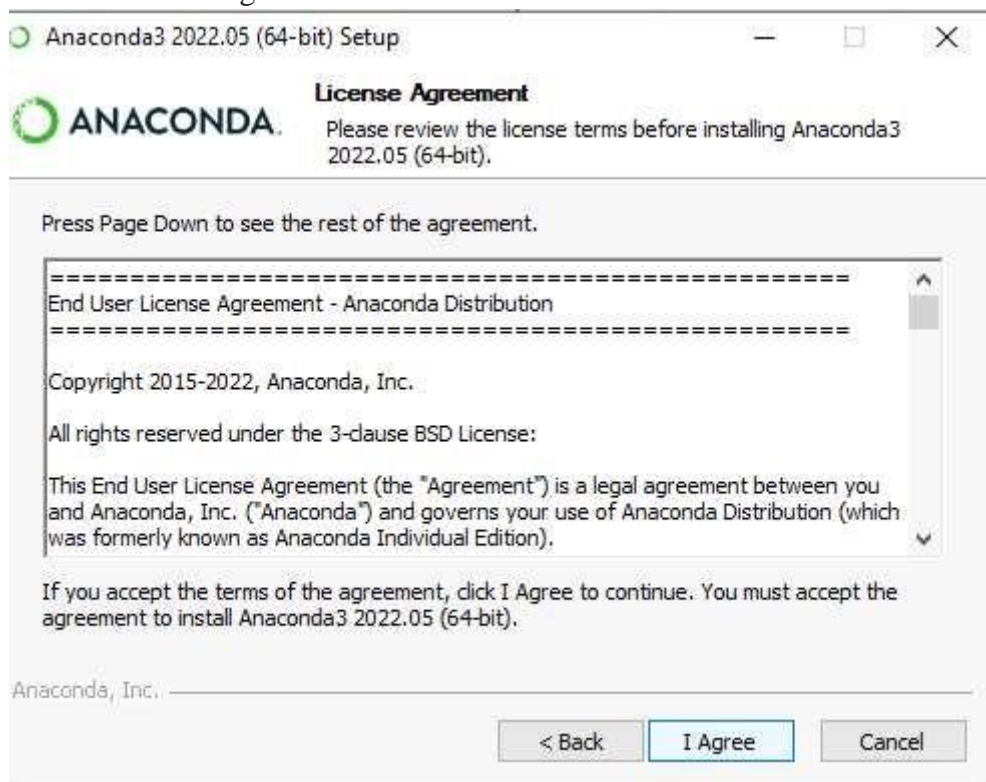 Anaconda3 2022.05 (64-bit) Setup
ANACONDA.
License Agreement
Please review the license terms before installing Anaconda3
2022.05 (64-bit).
Press Page Down to see the rest of the agreement.
==================================================
End User License Agreement - Anaconda Distribution
==================================================
Copyright 2015-2022, Anaconda, Inc.
All rights reserved under the 3-clause BSD License:
This End User License Agreement (the "Agreement") is a legal agreement between you
and Anaconda, Inc. ("Anaconda") and governs your use of Anaconda Distribution (which
was formerly known as Anaconda Individual Edition).
If you accept the terms of the agreement, click I Agree to continue. You must accept the
agreement to install Anaconda3 2022.05 (64-bit).
Anaconda, Inc.
< Back
I Agree
Cancel